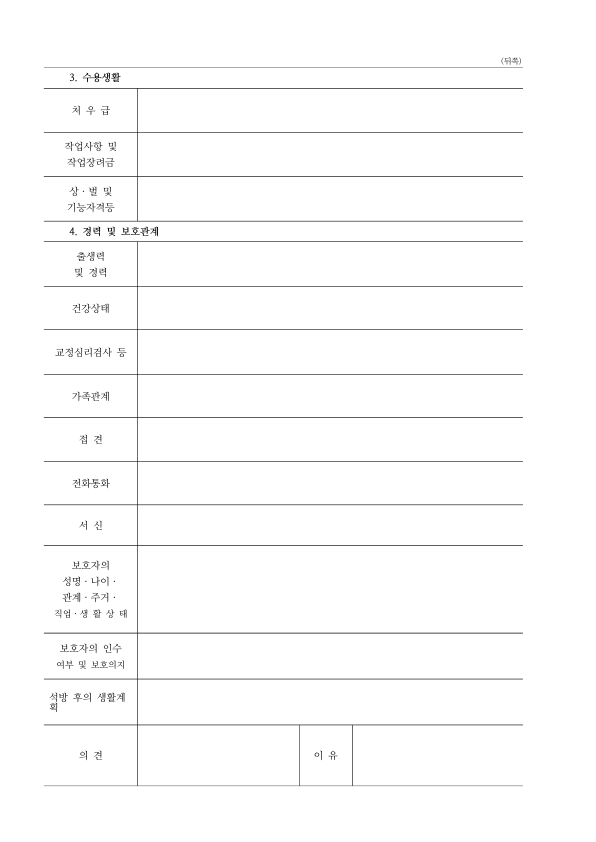 (뒤쪽)
3. 수용생활
처 우 급
작업사항 및
작업장려금
상·벌 및
기능자격등
4. 경력 및 보호관계
출생력
및 경력
건강상태
교정심리검사 등
가족관계
접 견
전화통화
서 신
보호자의
성명·나이·
관계·주거·
직업·생 활 상 태
보호자의 인수
여부 및 보호의지
석방 후의 생활계
획
의 견
이 유